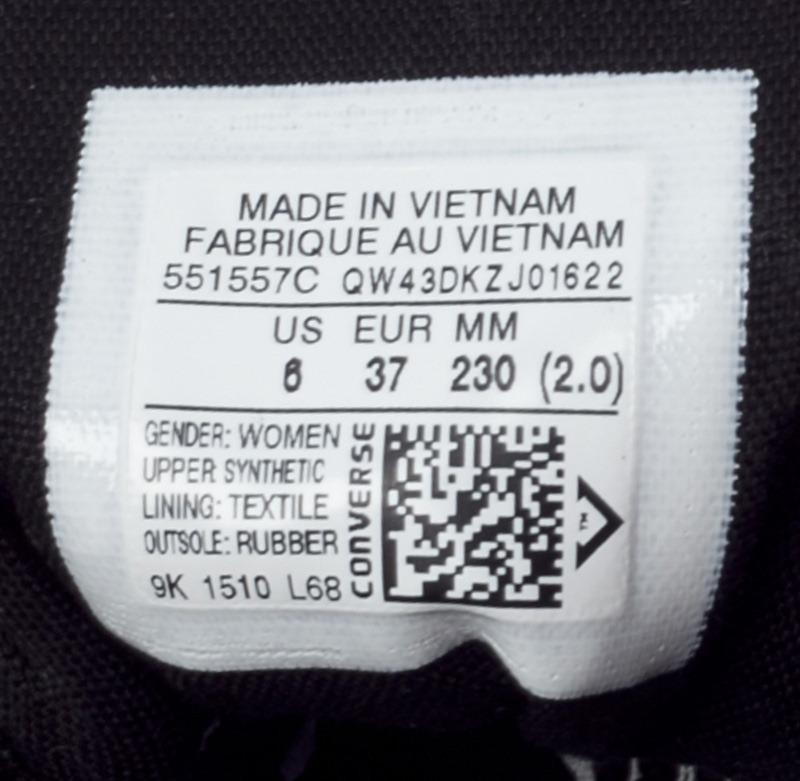 MADE IN VIETNAM
FABRIQUE AU VIETNAM
551557C QW43DKZJ01622
US EUR MM
6 37 230 (2.0)
GENDER: WOMEN
UPPER SYNTHETIC
LINING: TEXTILE
OUTSOLE: RUBBER
9K 1510 L68
CONVERSE
TM